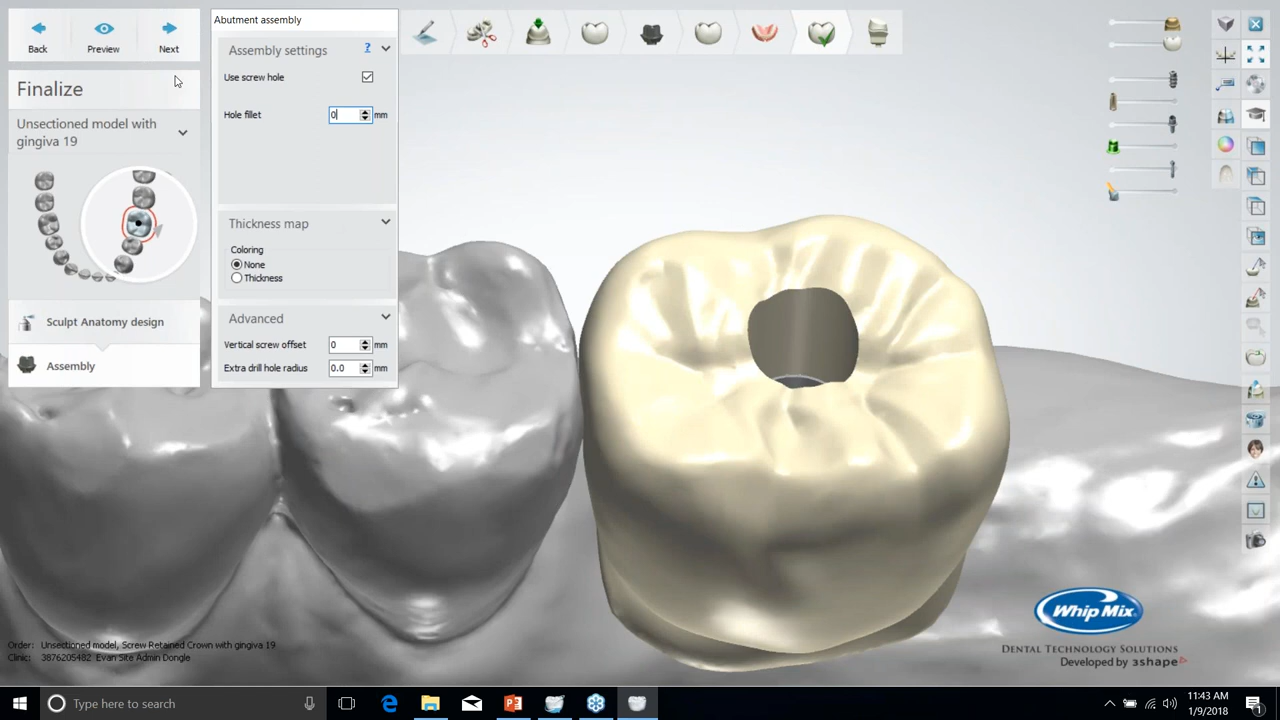 Back
Preview
Next
Finalize
Unsectioned model with
gingiva 19
Sculpt Anatomy design
Assembly
Abutment assembly
Assembly settings
?
Use screw hole
Hole fillet
0
mm
Thickness map
Coloring
None
Thickness
Advanced
Vertical screw offset
0
mm
Extra drill hole radius
0.0
mm
Order: Unsectioned model, Screw Retained Crown with gingiva 19
Clinic: 3876205482 Evan Site Admin Dongle
Whip Mix
DENTAL TECHNOLOGY SOLUTIONS
Developed by 3shape
Type here to search
11:43 AM
1/9/2018
1